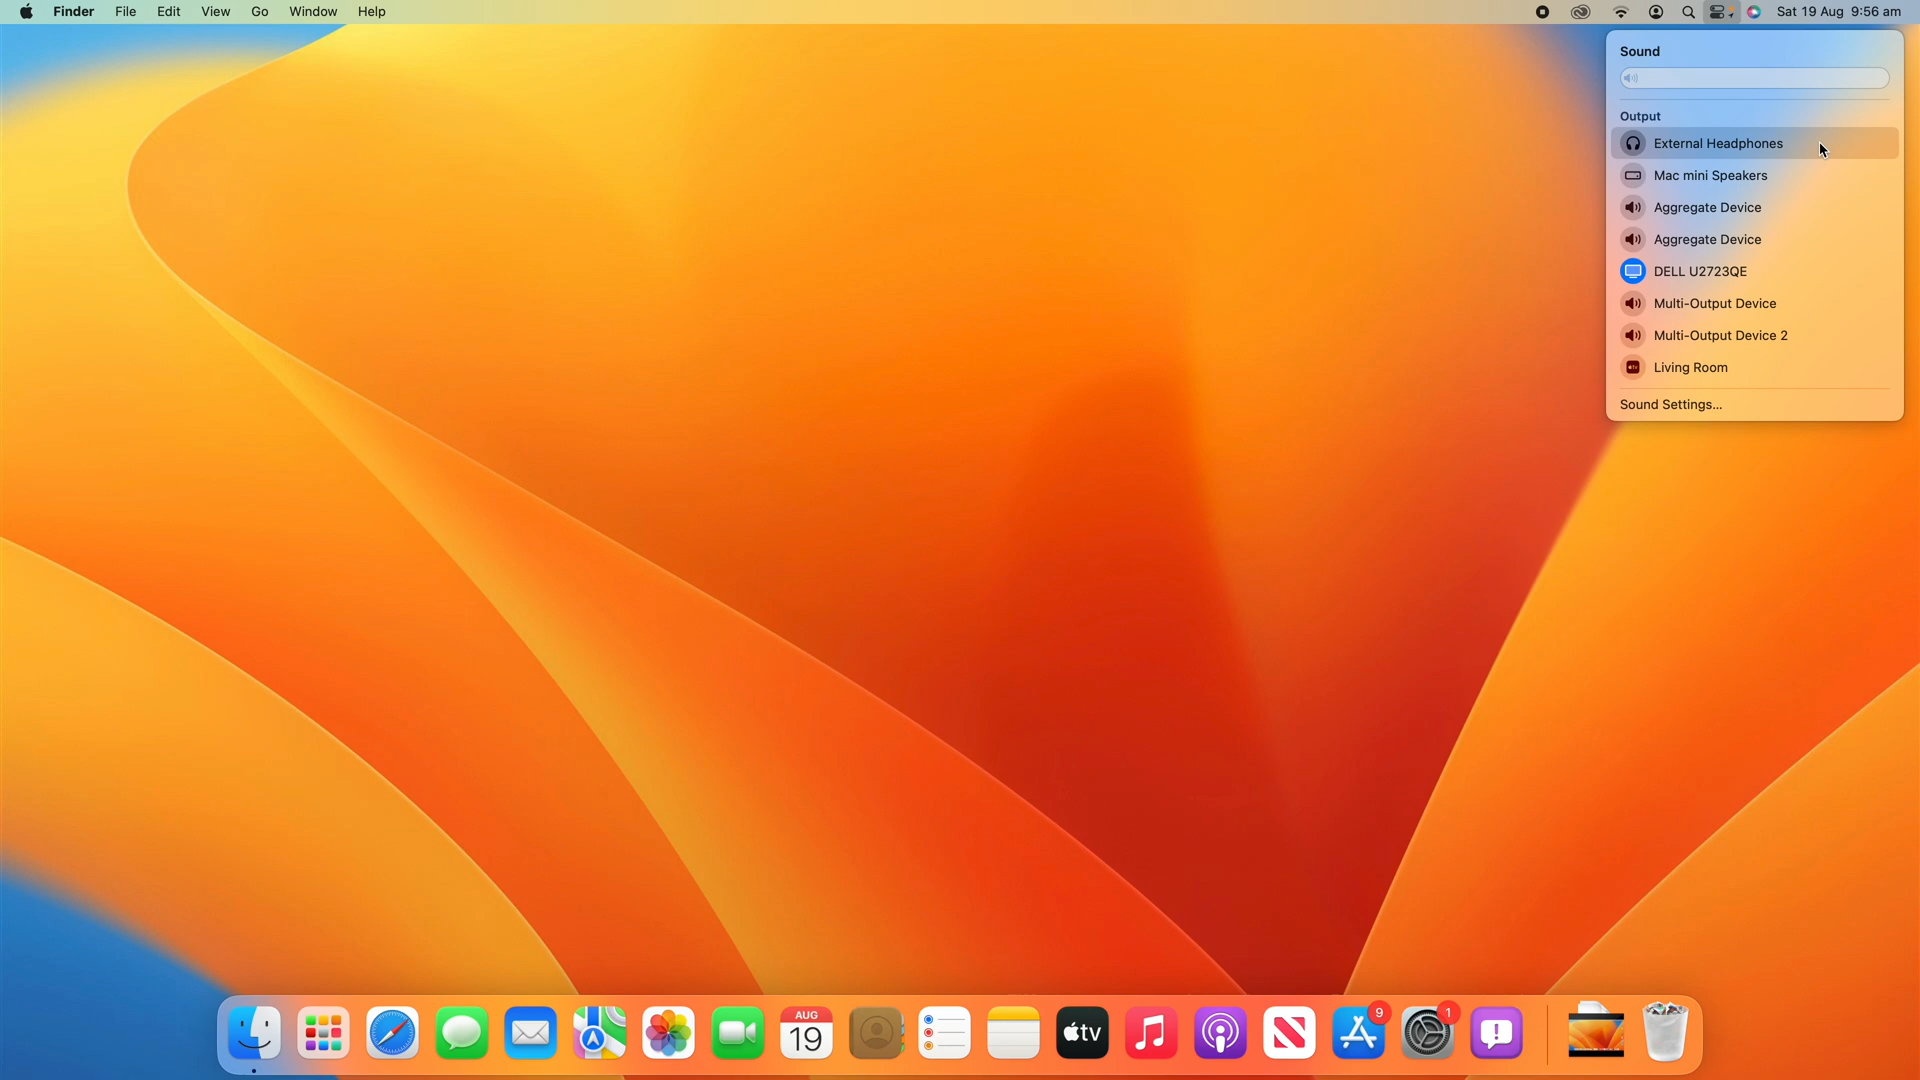 Finder File Edit View Go Window Help Sat 19 Aug 9:56 am
Sound
Output
External Headphones
Mac mini Speakers
Aggregate Device
Aggregate Device
DELL U2723QE
Multi-Output Device
Multi-Output Device 2
Living Room
Sound Settings...
AUG 9 1
19 tv